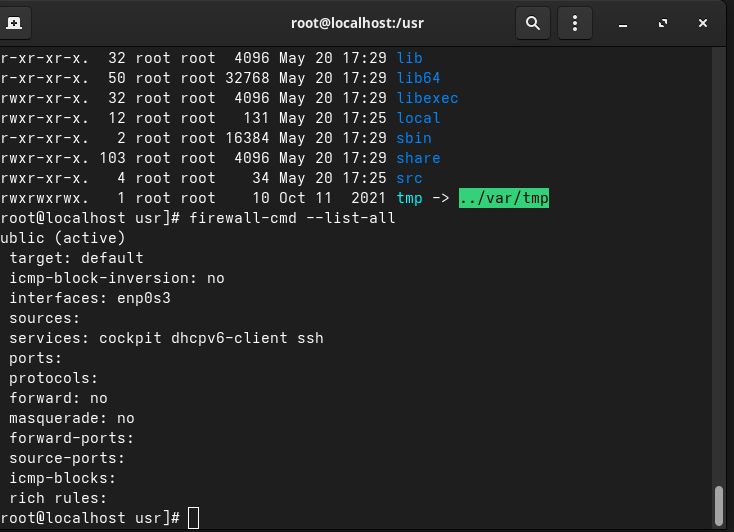 root@localhost:/usr
r-xr-xr-x.  32 root root  4096 May 20 17:29 lib
r-xr-xr-x.  50 root root 32768 May 20 17:29 lib64
rwxr-xr-x.  32 root root  4096 May 20 17:29 libexec
rwxr-xr-x.  12 root root   131 May 20 17:25 local
r-xr-xr-x.   2 root root 16384 May 20 17:29 sbin
rwxr-xr-x. 103 root root  4096 May 20 17:29 share
rwxr-xr-x.   4 root root    34 May 20 17:25 src
rwxrwxrwx.   1 root root    10 Oct 11  2021 tmp -> ../var/tmp
root@localhost usr]# firewall-cmd --list-all
ublic (active)
 target: default
 icmp-block-inversion: no
 interfaces: enp0s3
 sources:
 services: cockpit dhcpv6-client ssh
 ports:
 protocols:
 forward: no
 masquerade: no
 forward-ports:
 source-ports:
 icmp-blocks:
 rich rules:
root@localhost usr]#